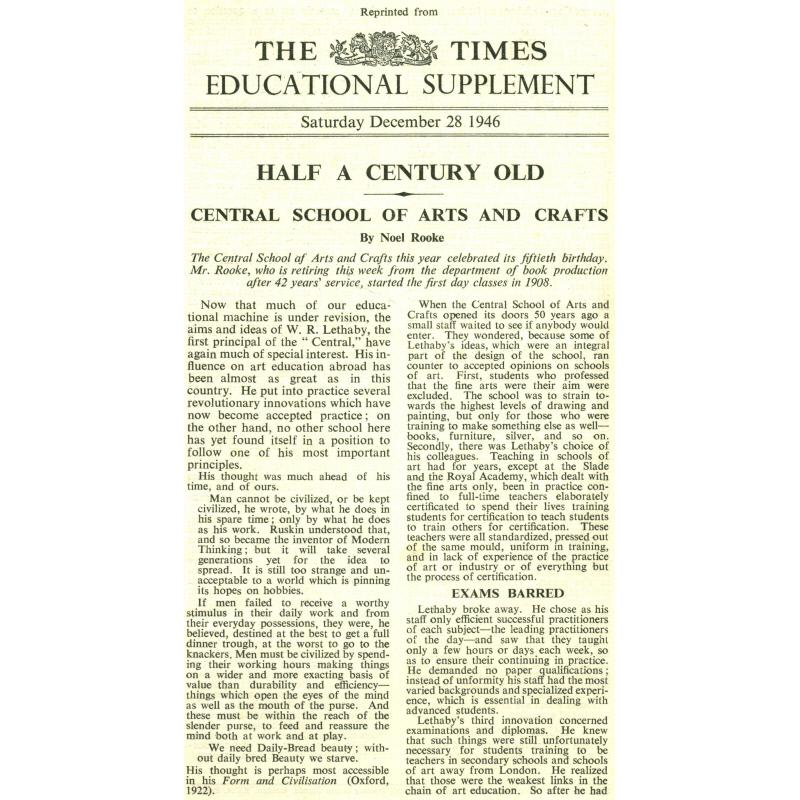 Reprinted from
THE TIMES
EDUCATIONAL SUPPLEMENT
Saturday December 28 1946
HALF A CENTURY OLD
CENTRAL SCHOOL OF ARTS AND CRAFTS
By Noel Rooke
The Central School af Arts and Crafts this year celebrated its fiftieth birthday.
Mr. Rooke, who is retiring this week from the department of book production
after 42 years' service, started the first day classes in 1908.
Now that much of our educa-
tional machine is under revision, the
aims and ideas of W. R. Lethaby, the
first principal of the " Central," have
again much of special interest. His in-
fluence on art education abroad has
been almost as great as in this
country. He put into practice several
revolutionary innovations which have
now become accepted practice ; on
the other hand, no other school here
has yet found itself in a position to
follow one of his most important
principles.
His thought was much ahead of his
time, and of ours.
Man cannot be civilized, or be kept
civilized, he wrote, by what he does in
his spare time ; only by what he does
as his work. Ruskin understood that,
and so became the inventor of Modern
Thinking ; but it will take several
generations yet for the idea to
spread. It is still too strange and un-
acceptable to a world which is pinning
its hopes on hobbies.
If men failed to receive a worthy
stimulus in their daily work and from
their everyday possessions, they were, he
believed, destined at the best to get a full
dinner trough, at the worst to go to the
knackers. Men must be civilized by spend-
ing their working hours making things
on a wider and more exacting basis of
value than durability and efficiency—
things which open the eyes of the mind
as well as the mouth of the purse. And
these must be within the reach of the
slender purse, to feed and reassure the
mind both at work and at play.
We need Daily-Bread beauty ; with-
out daily bred Beauty we starve.
His thought is perhaps most accessible
in his Form and Civilisation (Oxford,
1922).
When the Central School of Arts and
Crafts opened its doors 50 years ago a
small staff waited to see if anybody would
enter. They wondered, because some of
Lethaby's ideas, which were an integral
part of the design of the school, ran
counter to accepted opinions on schools
of art. First, students who professed
that the fine arts were their aim were
excluded. The school was to strain to-
wards the highest levels of drawing and
painting, but only for those who were
training to make something else as well—
books, furniture, silver, and so on.
Secondly, there was Lethaby's choice of
his colleagues. Teaching in schools of
art had for years, except at the Slade
and the Royal Academy, which dealt with
the fine arts only, been in practice con-
fined to full-time teachers elaborately
certificated to spend their lives training
students for certification to teach students
to train others for certification. These
teachers were all standardized, pressed out
of the same mould, uniform in training,
and in lack of experience of the practice
of art or industry or of everything but
the process of certification.
EXAMS BARRED
Lethaby broke away. He chose as his
staff only efficient successful practitioners
of each subject—the leading practitioners
of the day—and saw that they taught
only a few hours or days each week, so
as to ensure their continuing in practice.
He demanded no paper qualifications ;
instead of unformity his staff had the most
varied backgrounds and specialized experi-
ence, which is essential in dealing with
advanced students.
Lethaby's third innovation concerned
examinations and diplomas. He knew
that such things were still unfortunately
necessary for students training to be
teachers in secondary schools and schools
of art away from London. He realized
that those were the weakest links in the
chain of art education. So after he had